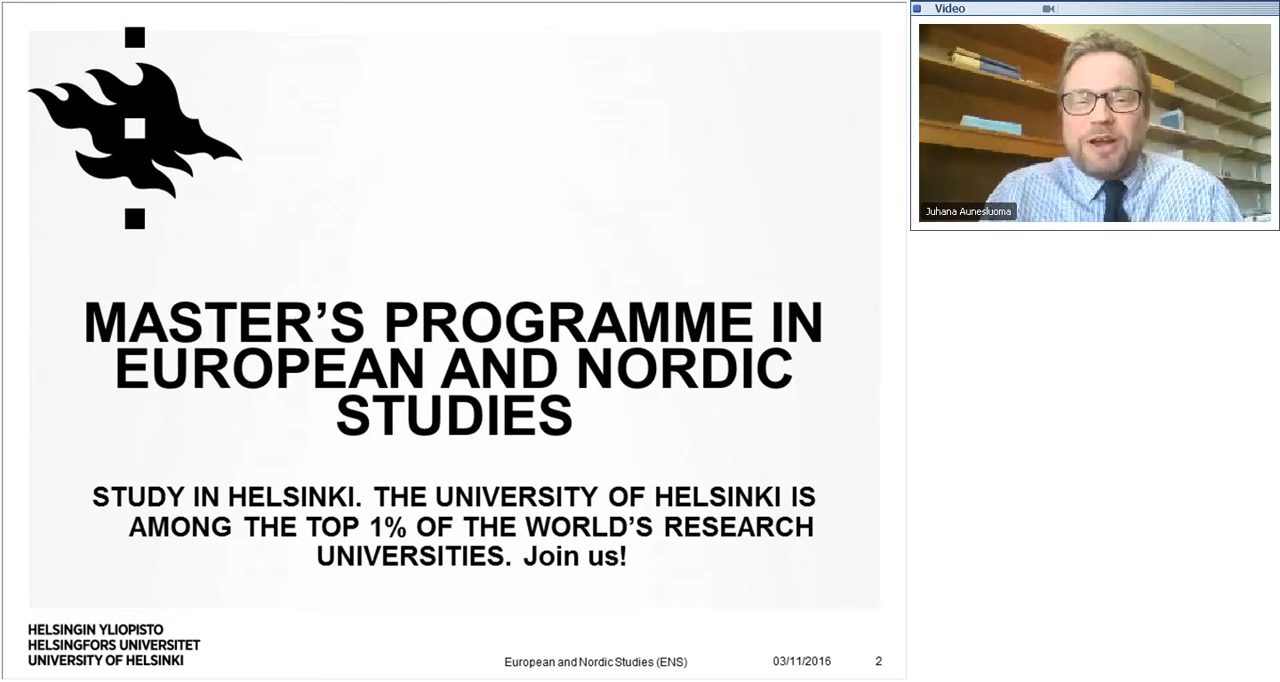 Video
Juhana Aunesluoma
MASTER’S PROGRAMME IN
EUROPEAN AND NORDIC
STUDIES
STUDY IN HELSINKI. THE UNIVERSITY OF HELSINKI IS
AMONG THE TOP 1% OF THE WORLD’S RESEARCH
UNIVERSITIES. Join us!
HELSINGIN YLIOPISTO
HELSINGFORS UNIVERSITET
UNIVERSITY OF HELSINKI
European and Nordic Studies (ENS)
03/11/2016
2